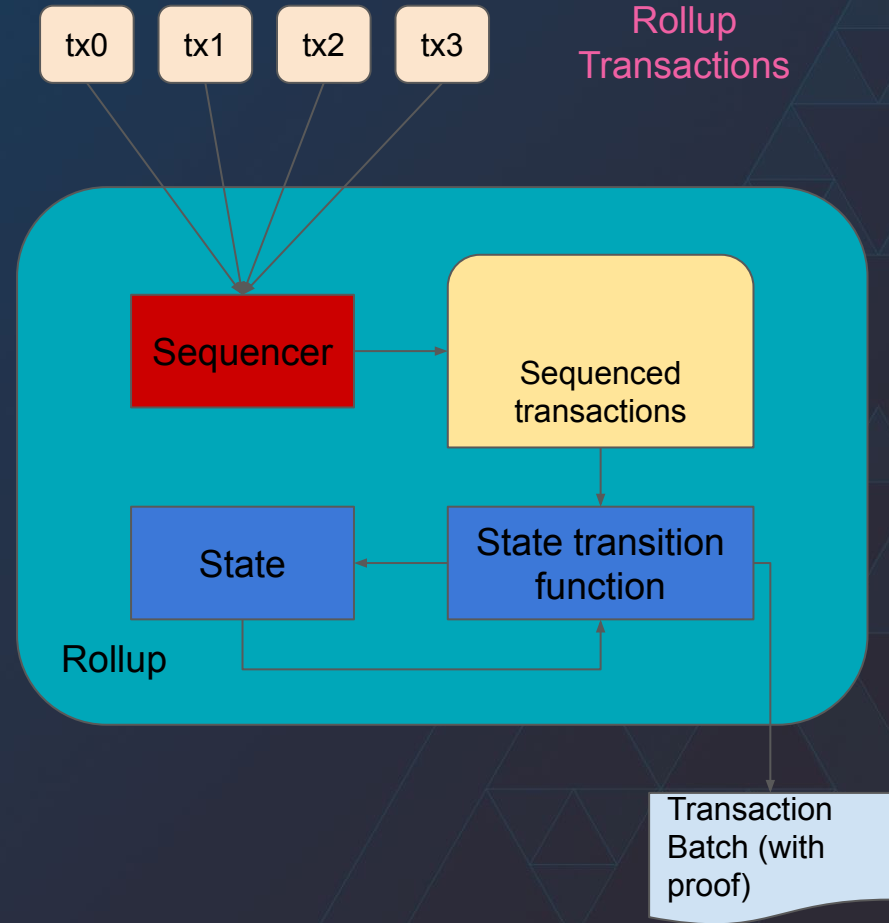 tx0
tx1
tx2
tx3
Rollup
Transactions
Sequencer
Sequenced
transactions
State
State transition
function
Rollup
Transaction
Batch (with
proof)